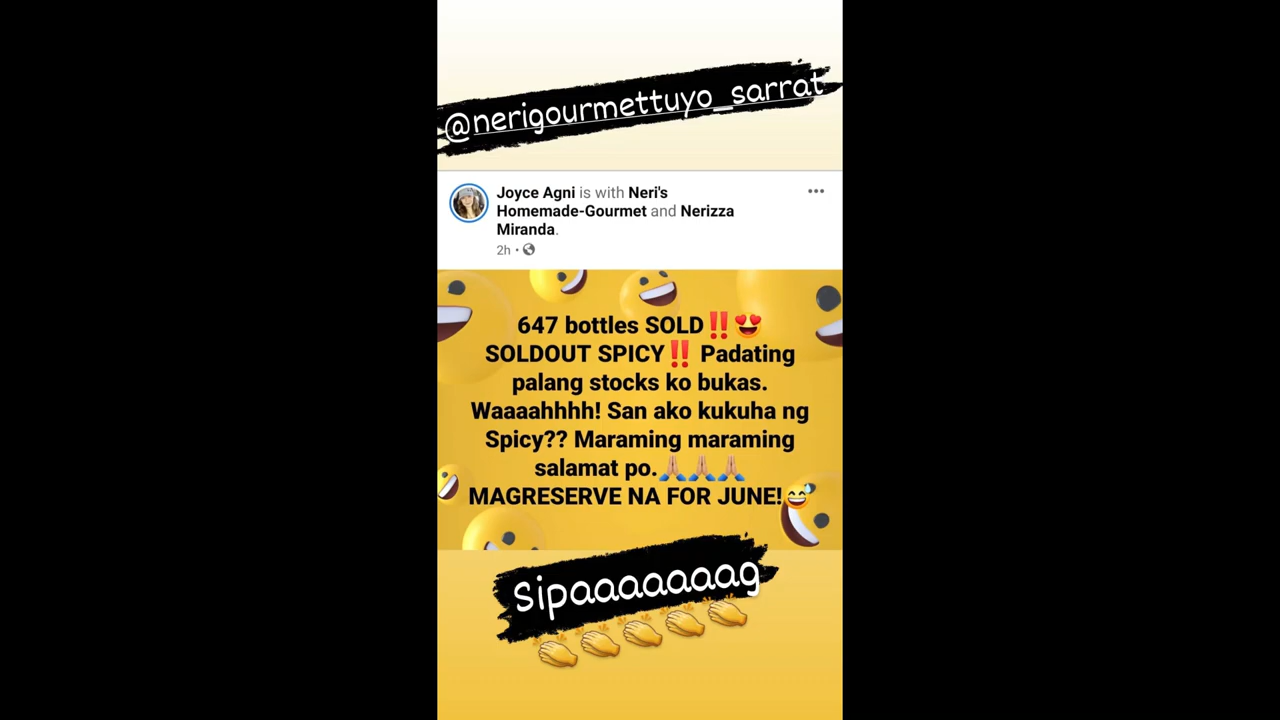 @nerigourmettuyo_sarrat
Joyce Agni is with Neri's
Homemade-Gourmet and Nerizza
Miranda.
2h •
647 bottles SOLD‼️😍
SOLDOUT SPICY‼️ Padating
palang stocks ko bukas.
Waaaahhhh! San ako kukuha ng
Spicy?? Maraming maraming
salamat po.🙏🏼🙏🏼🙏🏼
MAGRESERVE NA FOR JUNE!😅
Sipaaaaaaag
👏👏👏👏👏